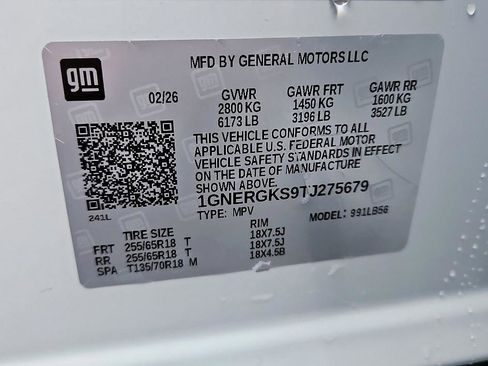 gm
MFD BY GENERAL MOTORS LLC
02/26
GVWR GAWR FRT GAWR RR
2800 KG 1450 KG 1600 KG
6173 LB 3196 LB 3527 LB
THIS VEHICLE CONFORMS TO ALL
APPLICABLE U.S. FEDERAL MOTOR
VEHICLE SAFETY STANDARDS IN EFFECT
ON THE DATE OF MANUFACTURE
SHOWN ABOVE.
1GNERGKS9TJ275679
TYPE: MPV MODEL: 991LB56
241L
TIRE SIZE RIM
FRT 255/65R18 T 18X7.5J
RR 255/65R18 T 18X7.5J
SPA T135/70R18 M 18X4.5B